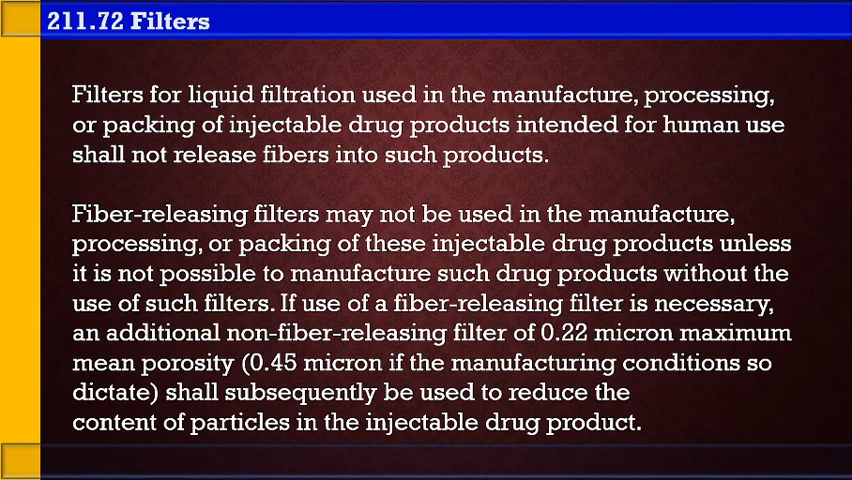 211.72 Filters
Filters for liquid filtration used in the manufacture, processing,
or packing of injectable drug products intended for human use
shall not release fibers into such products.
Fiber-releasing filters may not be used in the manufacture,
processing, or packing of these injectable drug products unless
it is not possible to manufacture such drug products without the
use of such filters. If use of a fiber-releasing filter is necessary,
an additional non-fiber-releasing filter of 0.22 micron maximum
mean porosity (0.45 micron if the manufacturing conditions so
dictate) shall subsequently be used to reduce the
content of particles in the injectable drug product.